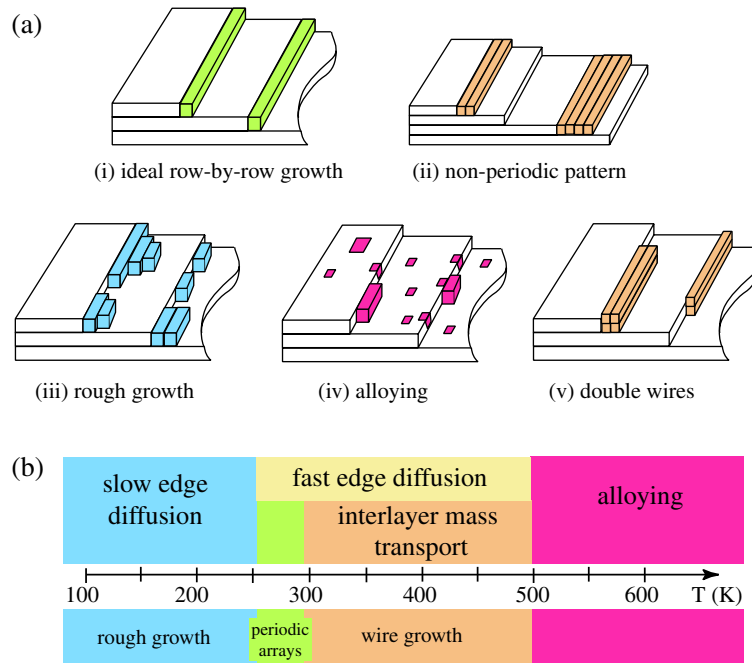 (a)
(i) ideal row-by-row growth
(ii) non-periodic pattern
(iii) rough growth
(iv) alloying
(v) double wires
(b)
slow edge
diffusion
fast edge diffusion
interlayer mass
transport
alloying
100 200 300 400 500 600 T (K)
rough growth
periodic
arrays
wire growth